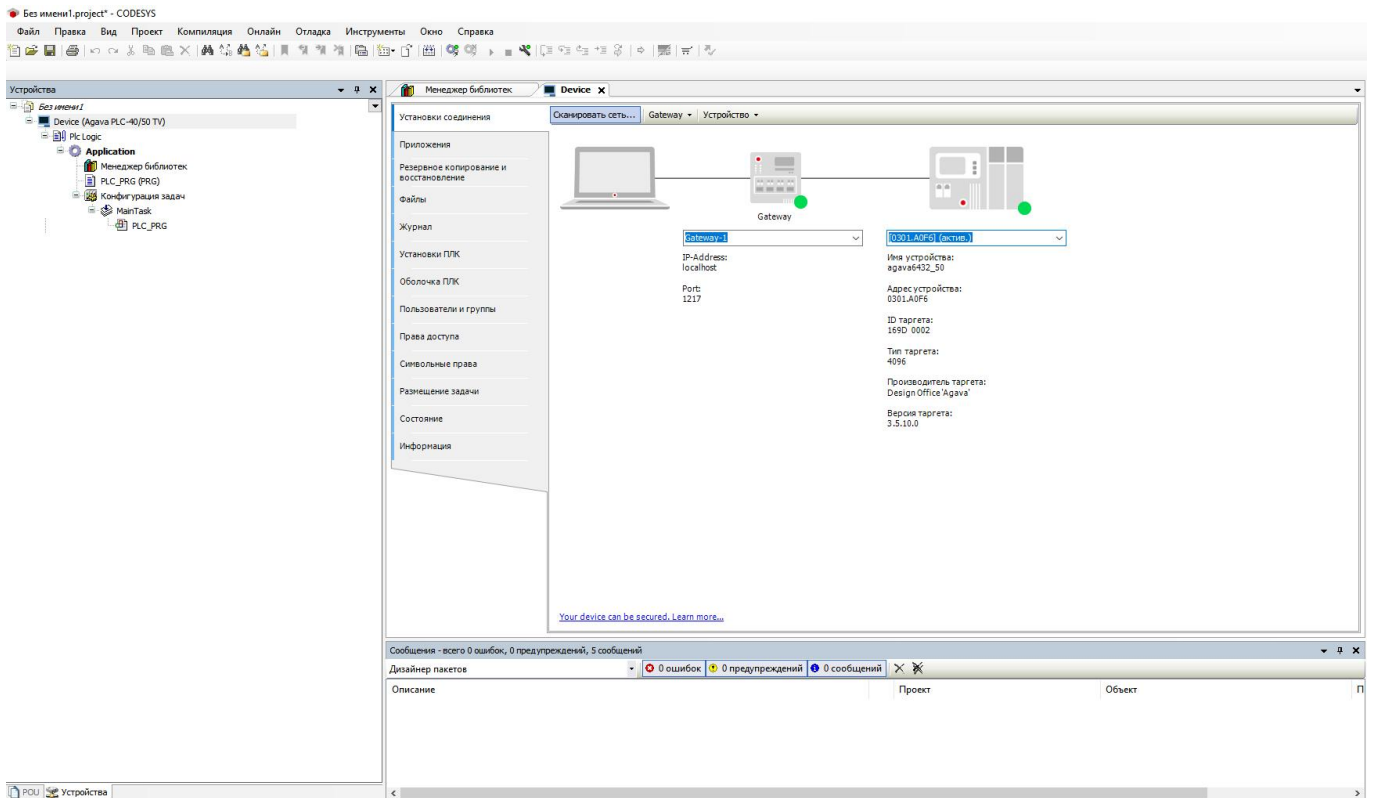 Без имени1.project* - CODESYS
Файл Правка Вид Проект Компиляция Онлайн Отладка Инструменты Окно Справка
Устройства
Без имени1
Device (Agava PLC-40/50 TV)
Plc Logic
Application
Менеджер библиотек
PLC_PRG (PRG)
Конфигурация задач
MainTask
PLC_PRG
POU Устройства
Менеджер библиотек Device
Установки соединения
Приложения
Резервное копирование и
восстановление
Файлы
Журнал
Установки ПЛК
Оболочка ПЛК
Пользователи и группы
Права доступа
Символьные права
Размещение задачи
Состояние
Информация
Сканировать сеть... Gateway Устройство
Gateway
Gateway-1
IP-Address:
localhost
Port:
1217
[0301.A0F6] (актив.)
Имя устройства:
agava6432_50
Адрес устройства:
0301.A0F6
ID таргета:
169D 0002
Тип таргета:
4096
Производитель таргета:
Design Office'Agava'
Версия таргета:
3.5.10.0
Your device can be secured. Learn more...
Сообщения - всего 0 ошибок, 0 предупреждений, 5 сообщений
Дизайнер пакетов 0 ошибок 0 предупреждений 0 сообщений
Описание Проект Объект П